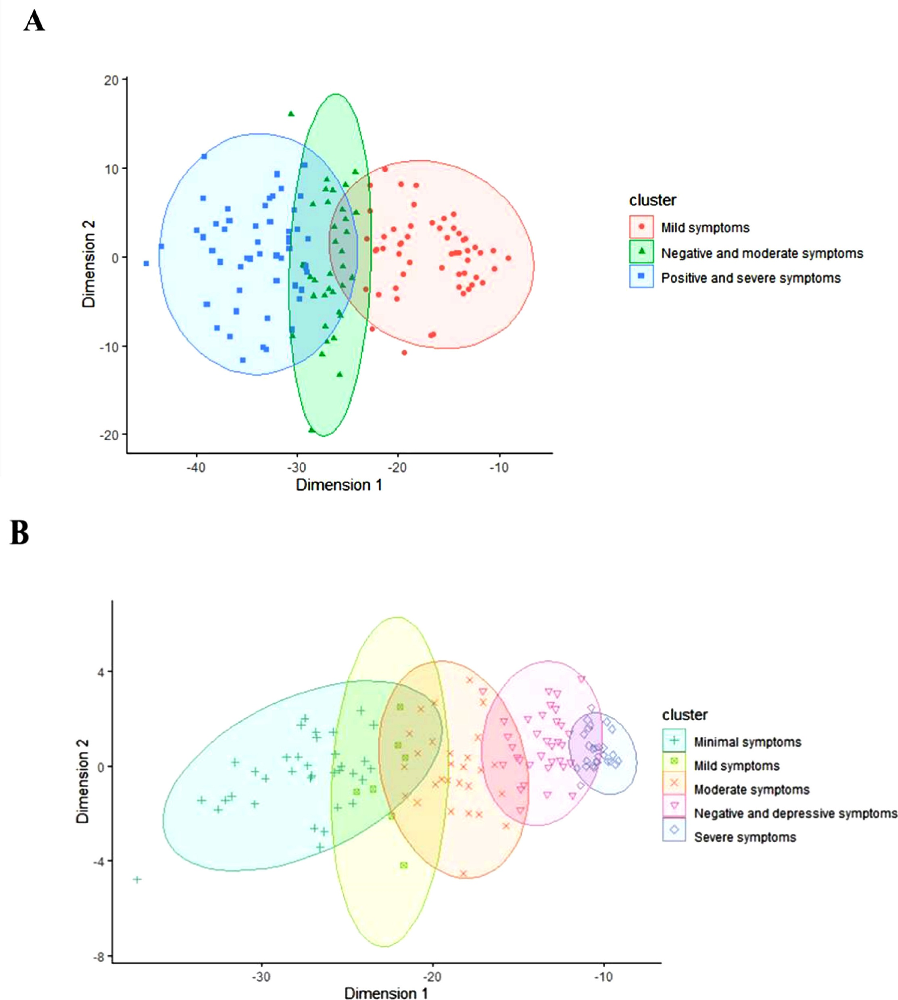 A
20
10
0
-10
-20
Dimension 2
-40
-30
-20
-10
Dimension 1
cluster
Mild symptoms
Negative and moderate symptoms
Positive and severe symptoms
B
4
0
-4
-8
Dimension 2
-30
-20
-10
Dimension 1
cluster
Minimal symptoms
Mild symptoms
Moderate symptoms
Negative and depressive symptoms
Severe symptoms